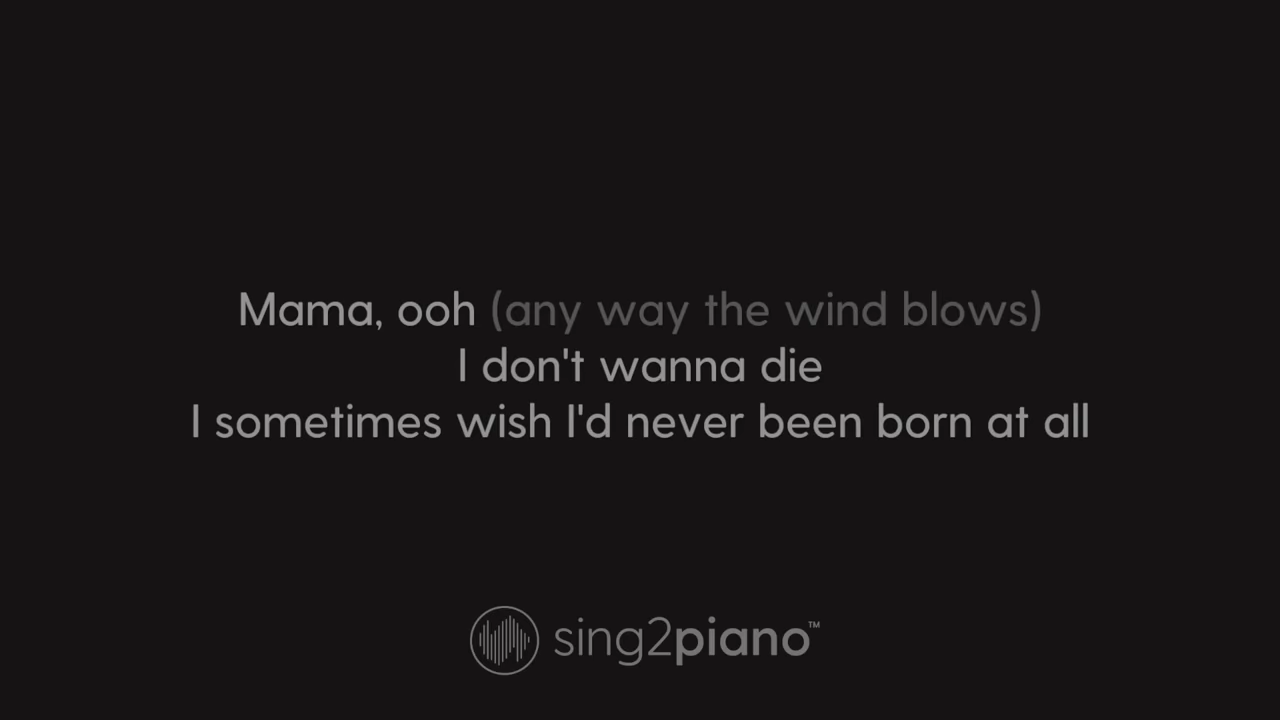 Mama, ooh (any way the wind blows)
I don't wanna die
I sometimes wish I'd never been born at all
sing2piano™